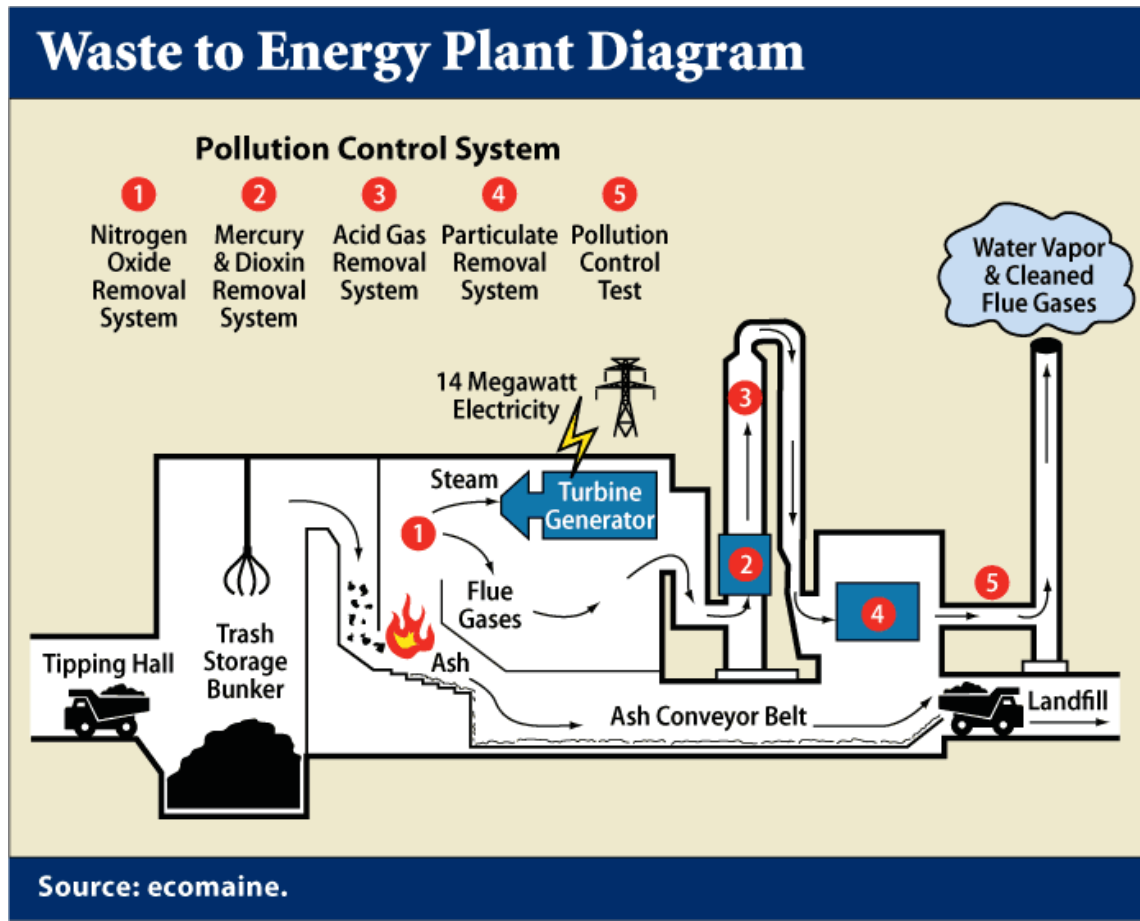 Waste to Energy Plant Diagram
Pollution Control System
1
Nitrogen
Oxide
Removal
System
2
Mercury
& Dioxin
Removal
System
3
Acid Gas
Removal
System
4
Particulate
Removal
System
5
Pollution
Control
Test
Water Vapor
& Cleaned
Flue Gases
14 Megawatt
Electricity
3
Steam
Turbine
Generator
1
2
Flue
Gases
5
4
Tipping Hall
Trash
Storage
Bunker
Ash
Ash Conveyor Belt
Landfill
Source: ecomaine.